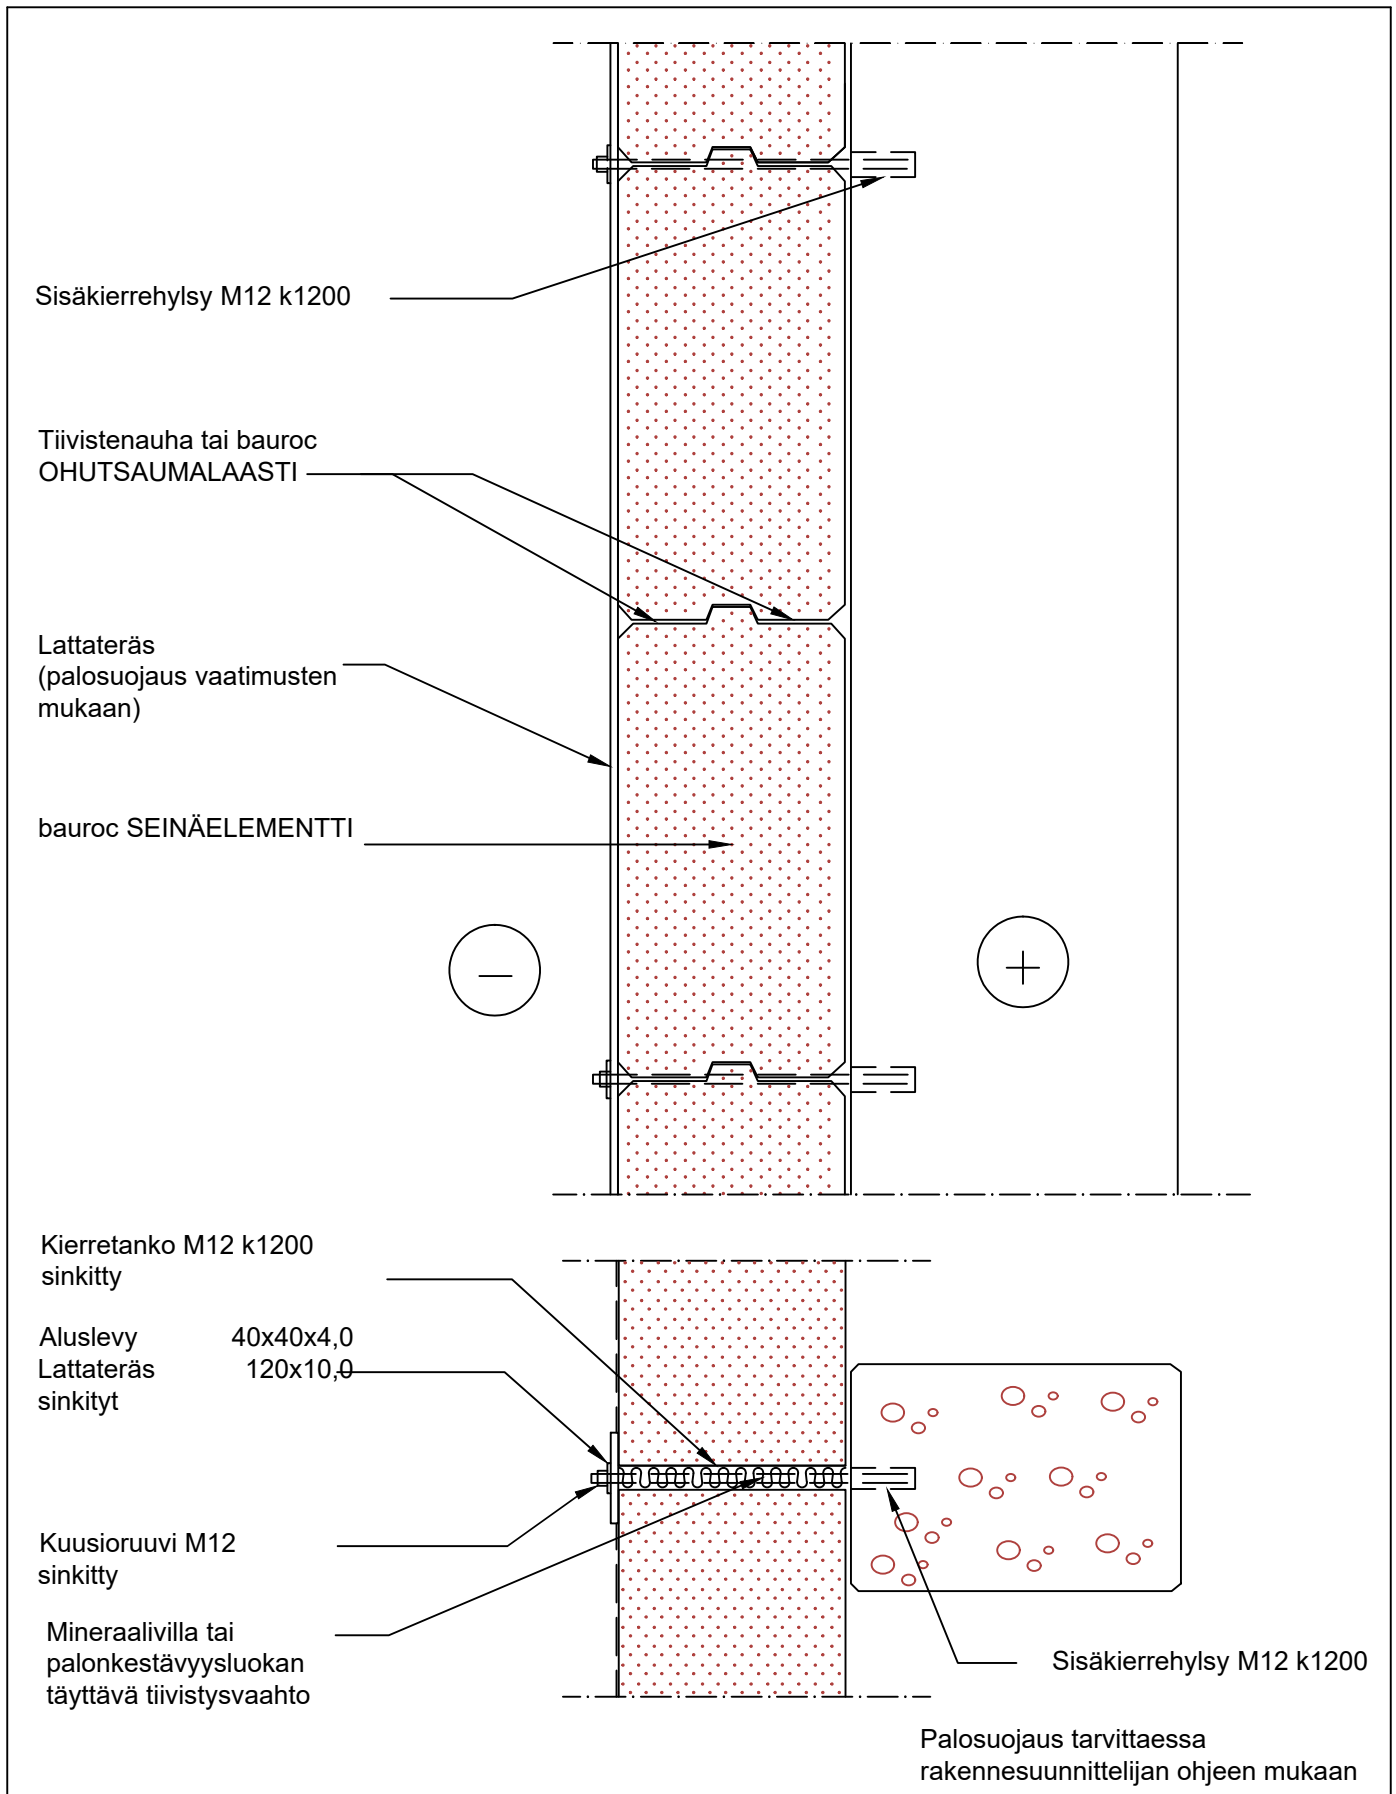 Sisäkierrehylsy M12 k1200
Tiivistenauha tai bauroc
OHUTSAUMALAASTI
Lattateräs
(palosuojaus vaatimusten
mukaan)
bauroc SEINÄELEMENTTI
Kierretanko M12 k1200
sinkitty
Aluslevy 40x40x4,0
Lattateräs 120x10,0
sinkityt
Kuusioruuvi M12
sinkitty
Mineraalivilla tai
palonkestävyysluokan
täyttävä tiivistysvaahto
Sisäkierrehylsy M12 k1200
Palosuojaus tarvittaessa
rakennesuunnittelijan ohjeen mukaan